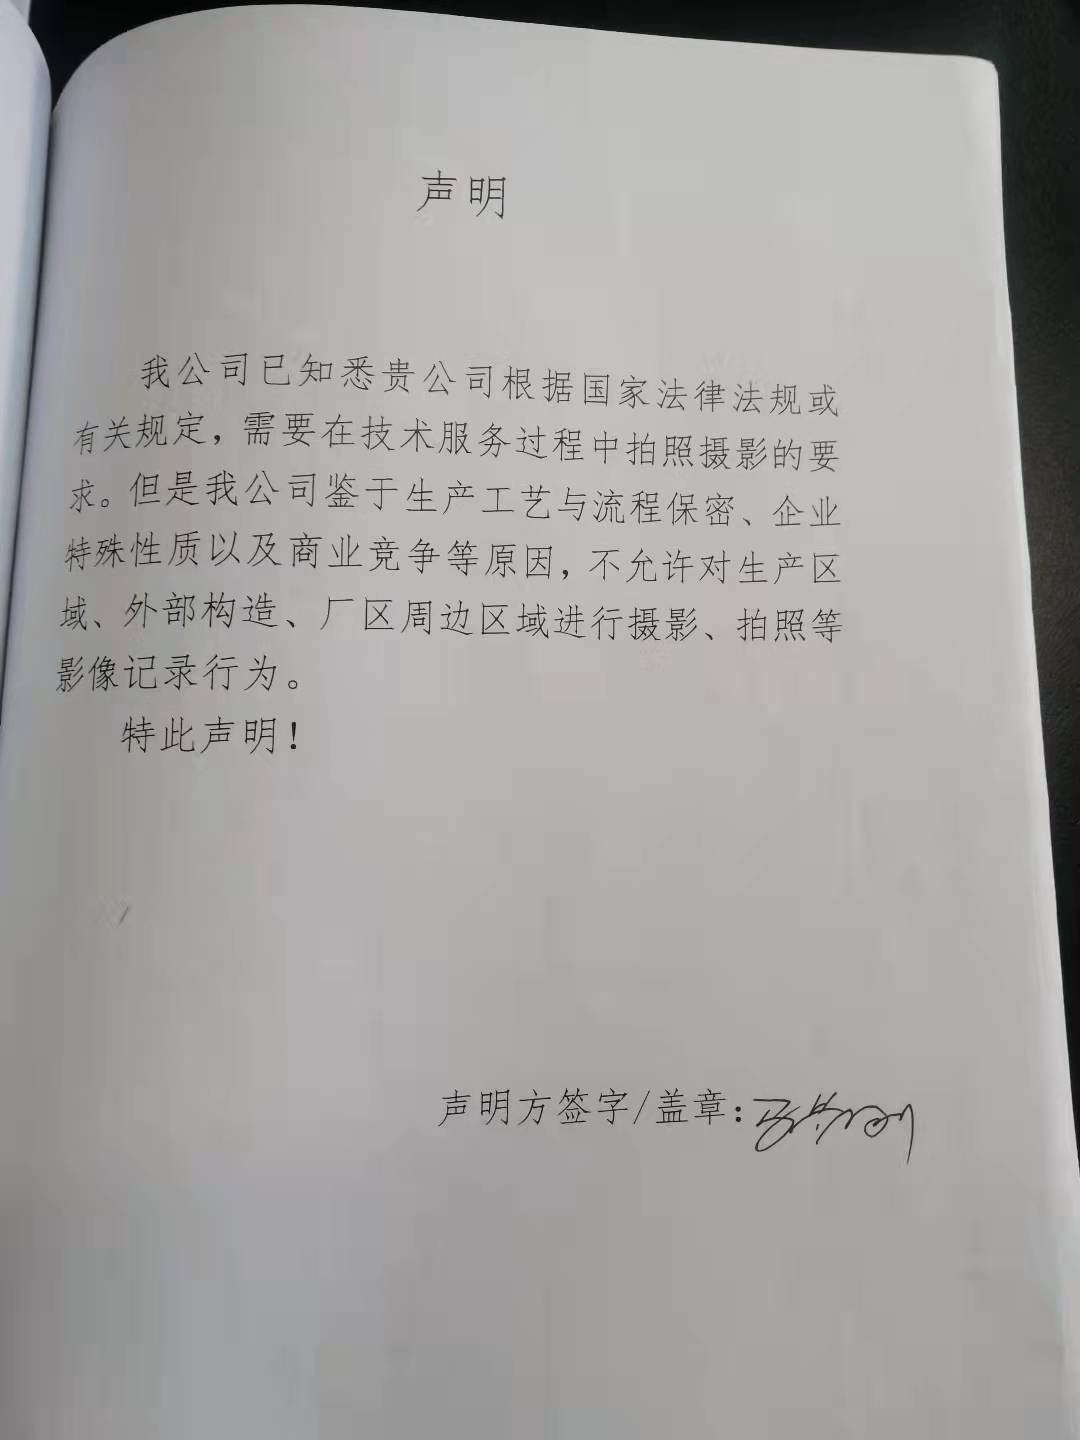 声明
我公司已知悉贵公司根据国家法律法规或
有关规定，需要在技术服务过程中拍照摄影的要
求。但是我公司鉴于生产工艺与流程保密、企业
特殊性质以及商业竞争等原因，不允许对生产区
域、外部构造、厂区周边区域进行摄影、拍照等
影像记录行为。
特此声明！
声明方签字/盖章：